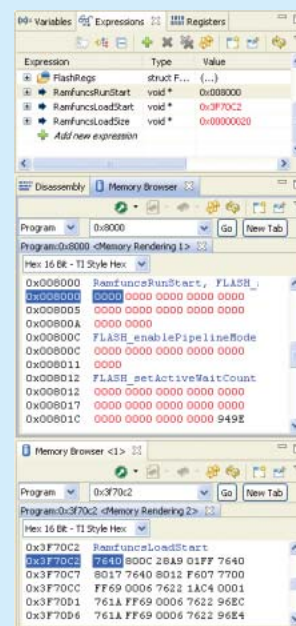 Variables Expressions Registers
Expression Type Value
FlashRegs struct F... {...}
RamfuncsRunStart void * 0x008000
RamfuncsLoadStart void * 0x3F70C2
RamfuncsLoadSize void * 0x00000020
Add new expression
Disassembly Memory Browser
Program 0x8000 Go New Tab
Program:0x8000 <Memory Rendering 1>
Hex 16 Bit - TI Style Hex
0x008000 RamfuncsRunStart, FLASH_
0x008000 0000 0000 0000 0000 0000
0x008005 0000 0000 0000 0000 0000
0x00800A 0000 0000
0x00800C FLASH_enablePipelineMode
0x00800C 0000 0000 0000 0000 0000
0x008011 0000
0x008012 FLASH_setActiveWaitCount
0x008012 0000 0000 0000 0000 0000
0x008017 0000 0000 0000 0000 0000
0x00801C 0000 0000 0000 0000 949E
Memory Browser <1>
Program 0x3f70c2 Go New Tab
Program:0x3f70c2 <Memory Rendering 2>
Hex 16 Bit - TI Style Hex
0x3F70C2 RamfuncsLoadStart
0x3F70C2 7640 800C 28A9 01FF 7640
0x3F70C7 8017 7640 8012 F607 7700
0x3F70CC FF69 0006 7622 1AC4 0001
0x3F70D1 761A FF69 0006 7622 96EC
0x3F70D6 761A FF69 0006 7622 96E4